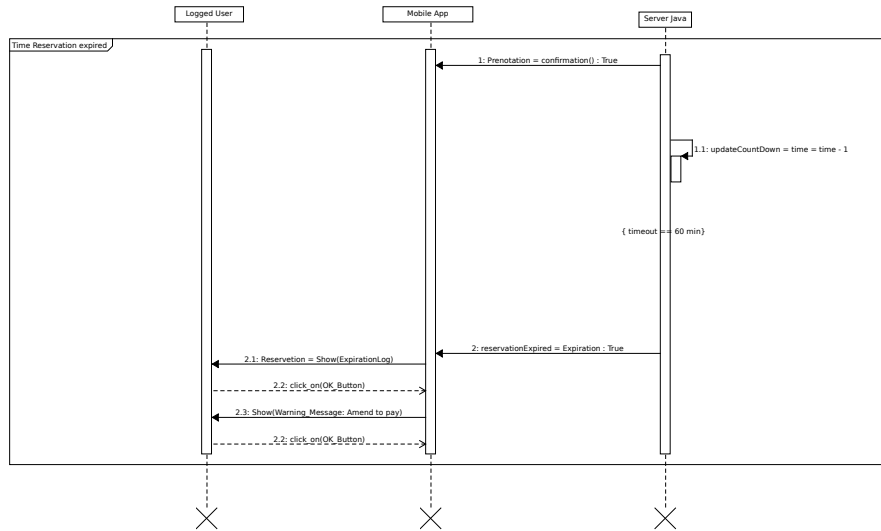 Logged User
Mobile App
Server Java
Time Reservation expired
1: Prenotation = confirmation() : True
1.1: updateCountDown = time = time - 1
{ timeout == 60 min}
2: reservationExpired = Expiration : True
2.1: Reservetion = Show(ExpirationLog)
2.2: click_on(OK_Button)
2.3: Show(Warning_Message: Amend to pay)
2.2: click_on(OK_Button)